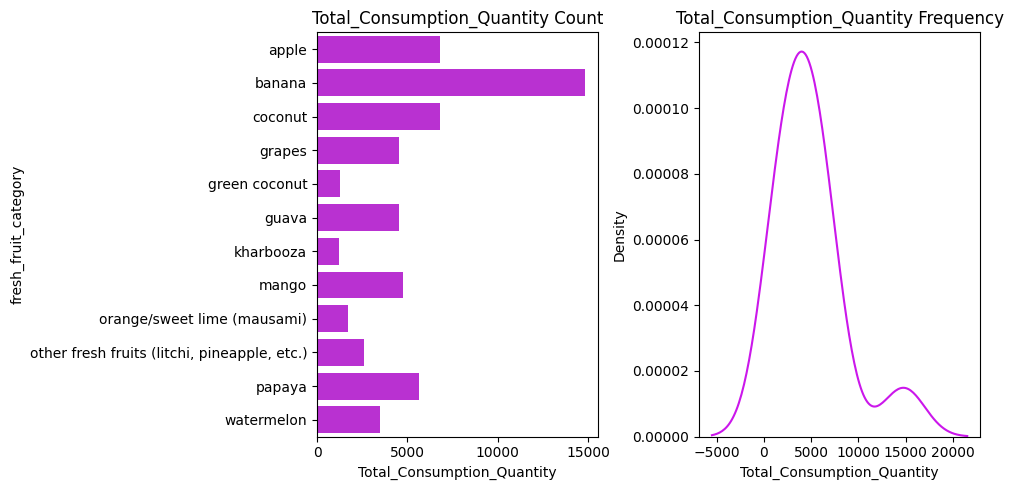 Total_Consumption_Quantity Count
fresh_fruit_category
apple
banana
coconut
grapes
green coconut
guava
kharbooza
mango
orange/sweet lime (mausami)
other fresh fruits (litchi, pineapple, etc.)
papaya
watermelon
0 5000 10000 15000
Total_Consumption_Quantity
Total_Consumption_Quantity Frequency
Density
0.00012
0.00010
0.00008
0.00006
0.00004
0.00002
0.00000
−5000 0 5000 10000 15000 20000
Total_Consumption_Quantity